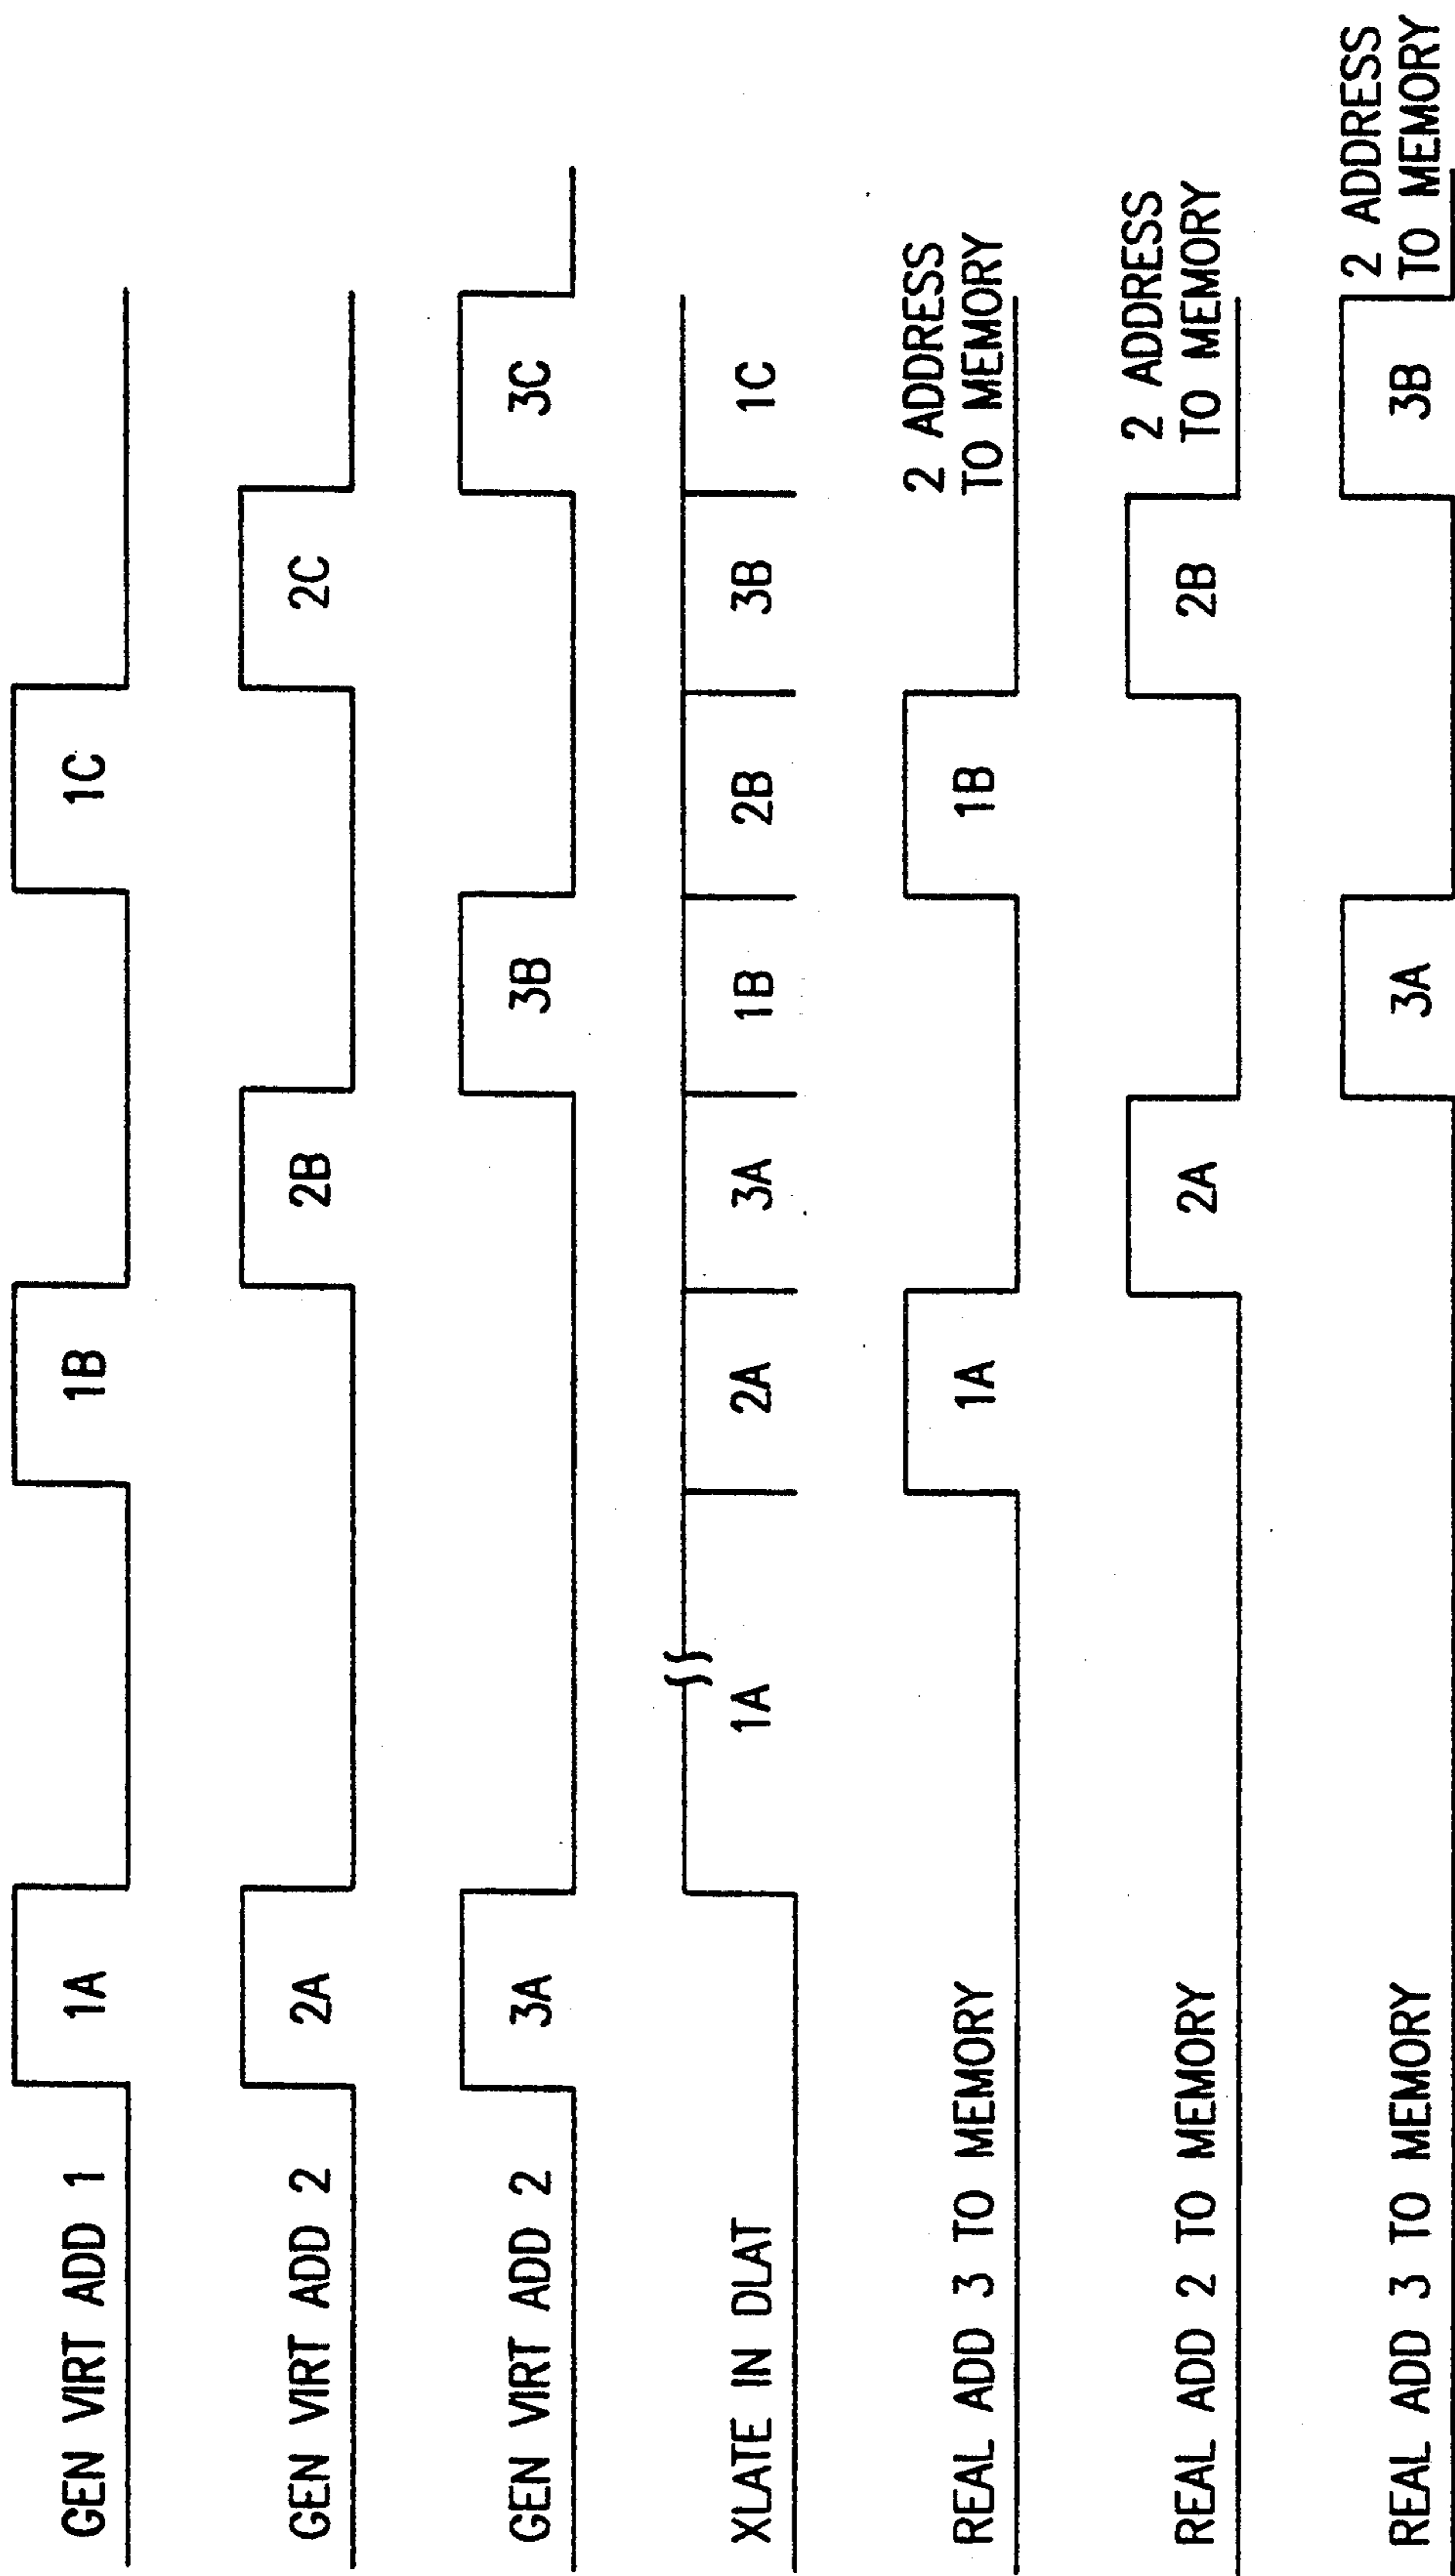 GEN VIRT ADD 1 1A 1B 1C
GEN VIRT ADD 2 2A 2B 2C
GEN VIRT ADD 2 3A 3B 3C
XLATE IN DLAT 1A 2A 3A 1B 2B 3B 1C
REAL ADD 3 TO MEMORY 1A 1B 2 ADDRESS
TO MEMORY
REAL ADD 2 TO MEMORY 2A 2B 2 ADDRESS
TO MEMORY
REAL ADD 3 TO MEMORY 3A 3B 2 ADDRESS
TO MEMORY